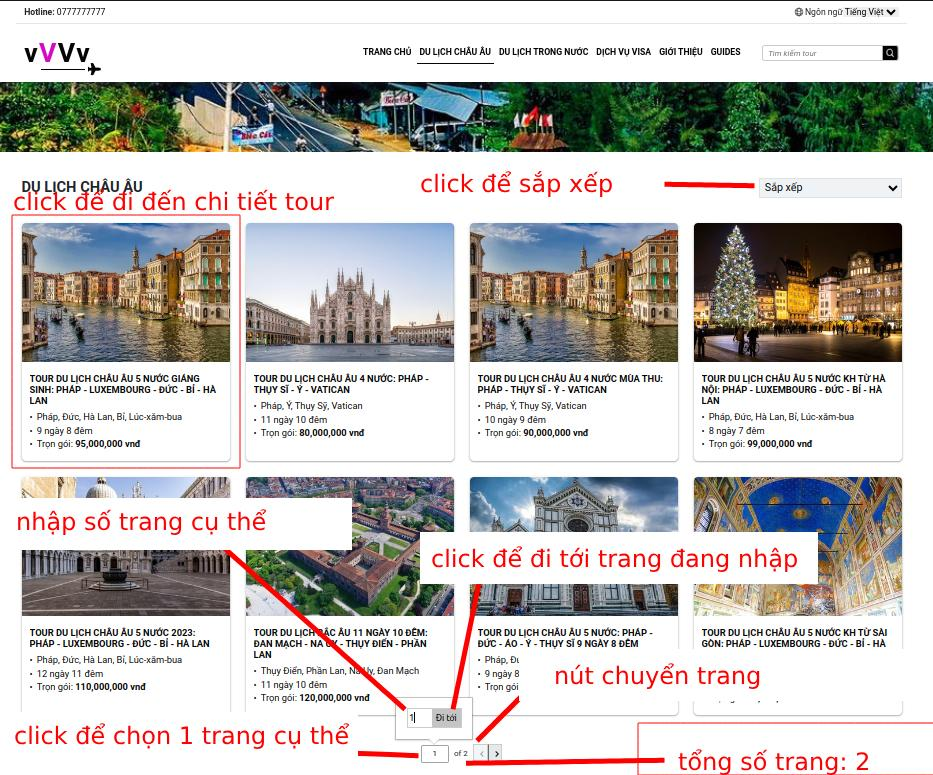 Hotline: 0777777777
Ngôn ngữ Tiếng Việt
vVVv
TRANG CHỦ DU LỊCH CHÂU ÂU DU LỊCH TRONG NƯỚC DỊCH VỤ VISA GIỚI THIỆU GUIDES
Tìm kiếm tour
DU LỊCH CHÂU ÂU
click để đi đến chi tiết tour
click để sắp xếp
Sắp xếp
TOUR DU LỊCH CHÂU ÂU 5 NƯỚC GIÁNG
SINH: PHÁP - LUXEMBOURG - ĐỨC - BỈ - HÀ
LAN
• Pháp, Đức, Hà Lan, Bỉ, Lúc-xăm-bua
• 9 ngày 8 đêm
• Trọn gói: 95,000,000 vnđ
TOUR DU LỊCH CHÂU ÂU 4 NƯỚC: PHÁP -
THỤY SĨ - Ý - VATICAN
• Pháp, Ý, Thụy Sỹ, Vatican
• 11 ngày 10 đêm
• Trọn gói: 80,000,000 vnđ
TOUR DU LỊCH CHÂU ÂU 4 NƯỚC MÙA THU:
PHÁP - THỤY SĨ - Ý - VATICAN
• Pháp, Ý, Thụy Sỹ, Vatican
• 10 ngày 9 đêm
• Trọn gói: 90,000,000 vnđ
TOUR DU LỊCH CHÂU ÂU 5 NƯỚC KH TỪ HÀ
NỘI: PHÁP - LUXEMBOURG - ĐỨC - BỈ - HÀ
LAN
• Pháp, Đức, Hà Lan, Bỉ, Lúc-xăm-bua
• 8 ngày 7 đêm
• Trọn gói: 99,000,000 vnđ
nhập số trang cụ thể
click để đi tới trang đang nhập
TOUR DU LỊCH CHÂU ÂU 5 NƯỚC 2023:
PHÁP - LUXEMBOURG - ĐỨC - BỈ - HÀ LAN
• Pháp, Đức, Hà Lan, Bỉ, Lúc-xăm-bua
• 12 ngày 11 đêm
• Trọn gói: 110,000,000 vnđ
TOUR DU LỊCH BẮC ÂU 11 NGÀY 10 ĐÊM:
ĐAN MẠCH - NA UY - THỤY ĐIỂN - PHẦN
LAN
• Thụy Điển, Phần Lan, Na Uy, Đan Mạch
• 11 ngày 10 đêm
• Trọn gói: 120,000,000 vnđ
TOUR DU LỊCH CHÂU ÂU 5 NƯỚC: PHÁP -
ĐỨC - ÁO - Ý - THỤY SĨ 9 NGÀY 8 ĐÊM
• Pháp,
• 9 ngày 8
TOUR DU LỊCH CHÂU ÂU 5 NƯỚC KH TỪ SÀI
GÒN: PHÁP - LUXEMBOURG - ĐỨC - BỈ - HÀ
nút chuyển trang
1 Đi tới
click để chọn 1 trang cụ thể
1 of 2
tổng số trang: 2